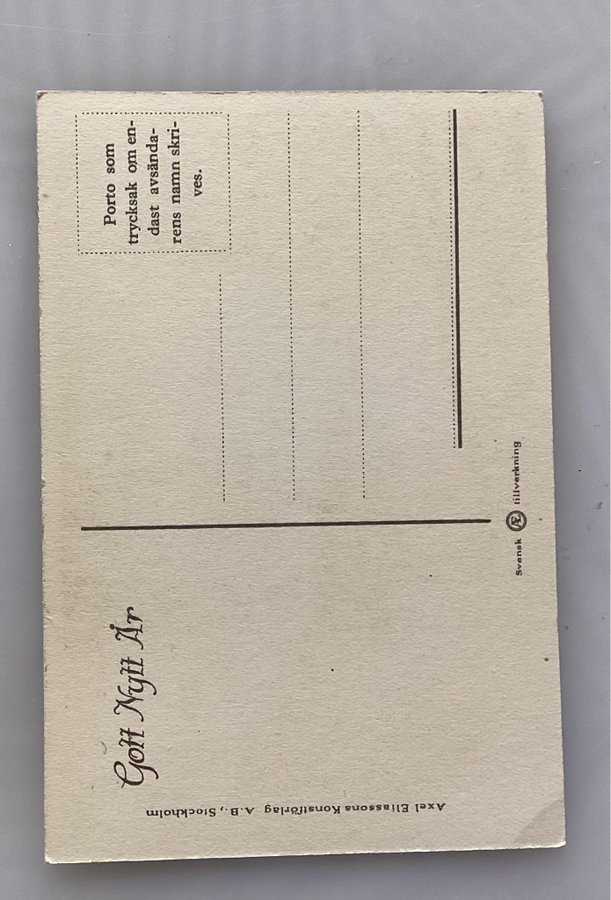 Porto som
trycksak om en-
dast avsända-
rens namn skri-
ves.
Gott Nytt År
Axel Eliassons Konstförlag A.B., Stockholm
Svensk Æ tillverkning